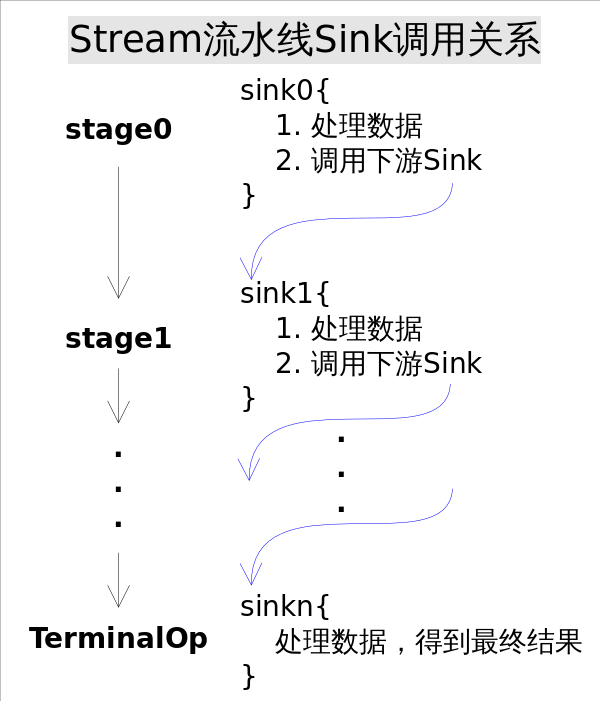 Stream流水线Sink调用关系
stage0
sink0{
1. 处理数据
2. 调用下游Sink
}
stage1
sink1{
1. 处理数据
2. 调用下游Sink
}
.
.
.
.
.
.
TerminalOp
sinkn{
处理数据，得到最终结果
}